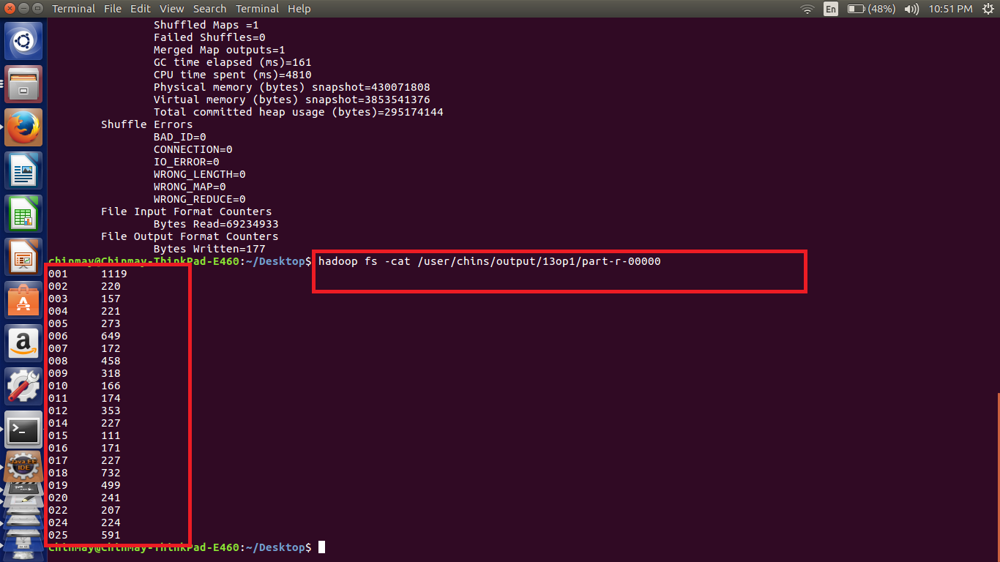 Terminal File Edit View Search Terminal Help En (48%) 10:51 PM
Shuffled Maps =1
Failed Shuffles=0
Merged Map outputs=1
GC time elapsed (ms)=161
CPU time spent (ms)=4810
Physical memory (bytes) snapshot=430071808
Virtual memory (bytes) snapshot=3853541376
Total committed heap usage (bytes)=295174144
Shuffle Errors
BAD_ID=0
CONNECTION=0
IO_ERROR=0
WRONG_LENGTH=0
WRONG_MAP=0
WRONG_REDUCE=0
File Input Format Counters
Bytes Read=69234933
File Output Format Counters
Bytes Written=177
chinmay@Chinmay-ThinkPad-E460:~/Desktop$ hadoop fs -cat /user/chins/output/13op1/part-r-00000
001 1119
002 220
003 157
004 221
005 273
006 649
007 172
008 458
009 318
010 166
011 174
012 353
014 227
015 111
016 171
017 227
018 732
019 499
020 241
022 207
024 224
025 591
chinmay@Chinmay-ThinkPad-E460:~/Desktop$
Java EE
IDE